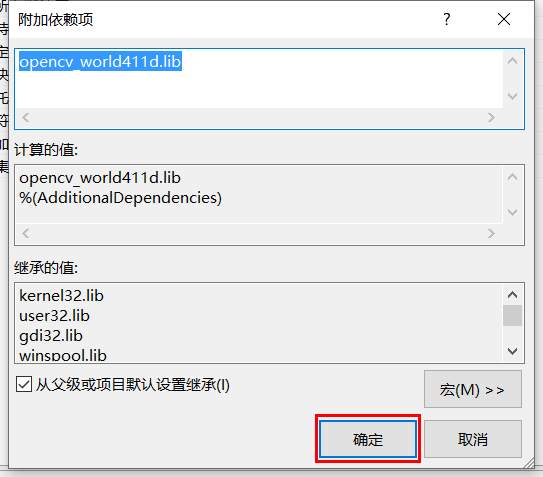 附加依赖项
?
opencv_world411d.lib
计算的值:
opencv_world411d.lib
%(AdditionalDependencies)
继承的值:
kernel32.lib
user32.lib
gdi32.lib
winspool.lib
从父级或项目默认设置继承(I)
宏(M) >>
确定
取消